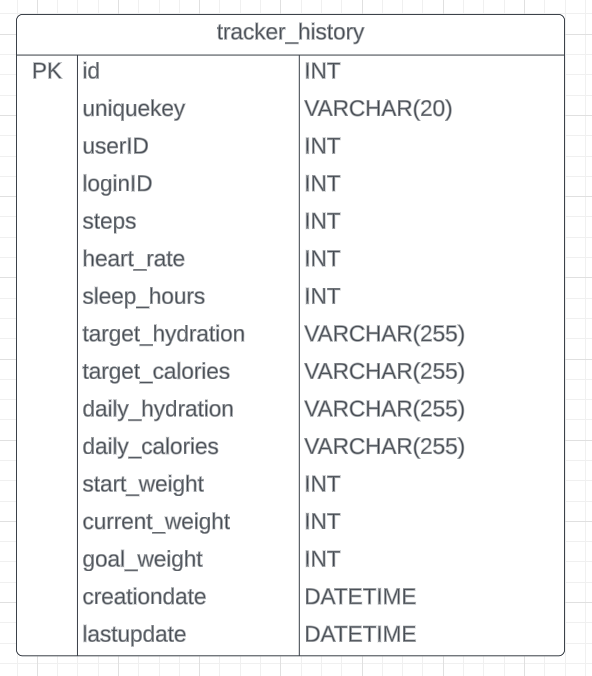 tracker_history
PK id INT
uniquekey VARCHAR(20)
userID INT
loginID INT
steps INT
heart_rate INT
sleep_hours INT
target_hydration VARCHAR(255)
target_calories VARCHAR(255)
daily_hydration VARCHAR(255)
daily_calories VARCHAR(255)
start_weight INT
current_weight INT
goal_weight INT
creationdate DATETIME
lastupdate DATETIME